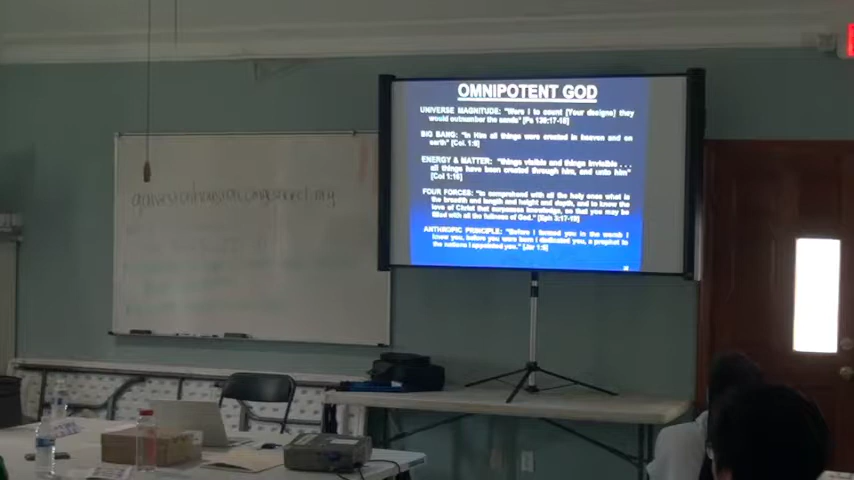 OMNIPOTENT GOD
UNIVERSE MAGNITUDE: "Were I to count [Your designs] they
would outnumber the sands" [Ps 139:17-18]
BIG BANG: "In Him all things were created in heaven and on
earth" [Col. 1:6]
ENERGY & MATTER: "things visible and things invisible . . .
all things have been created through him, and unto him"
[Col 1:16]
FOUR FORCES: "to comprehend with all the holy ones what is
the breadth and length and height and depth, and to know the
love of Christ that surpasses knowledge, so that you may be
filled with all the fullness of God." [Eph 3:17-19]
ANTHROPIC PRINCIPLE: "Before I formed you in the womb I
knew you, before you were born I dedicated you, a prophet to
the nations I appointed you." [Jer 1:5]